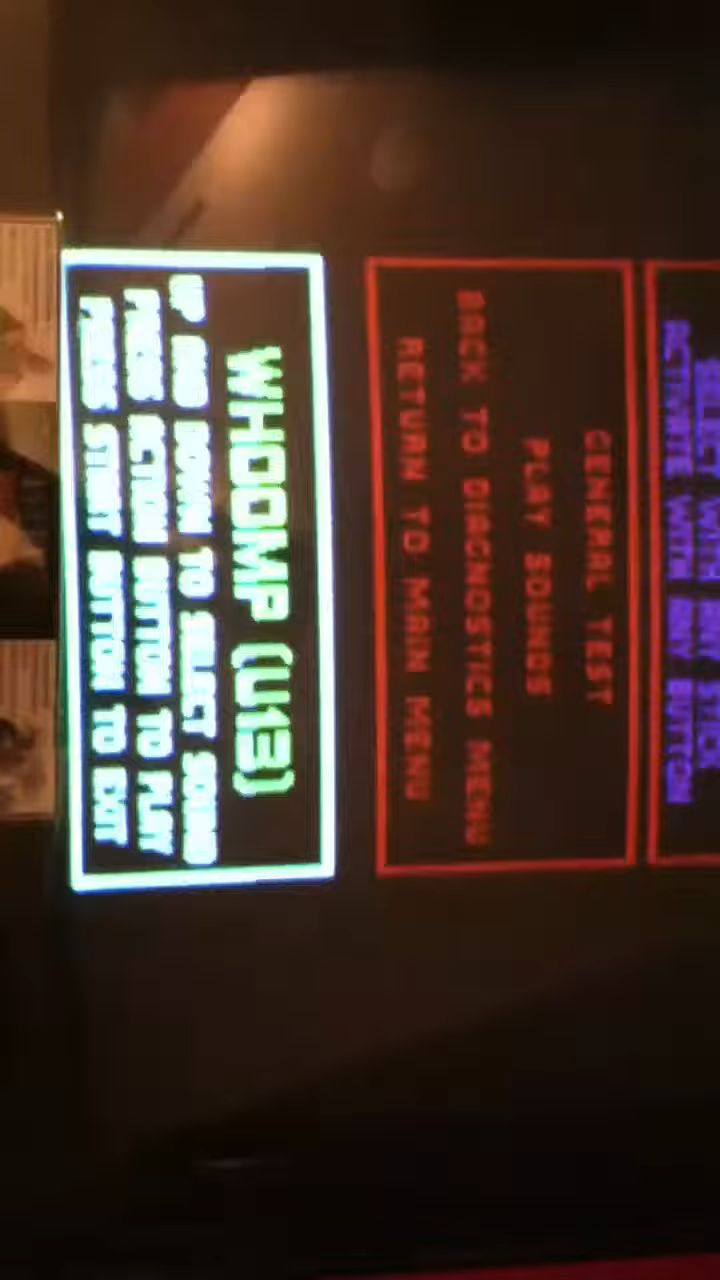 SELECT WITH ANY STICK
ACTIVATE WITH ANY BUTTON
GENERAL TEST
PLAY SOUNDS
BACK TO DIAGNOSTICS MENU
RETURN TO MAIN MENU
WHOOMP (U13)
UP AND DOWN TO SELECT SOUND
PRESS ACTION BUTTON TO PLAY
PRESS START BUTTON TO EXIT